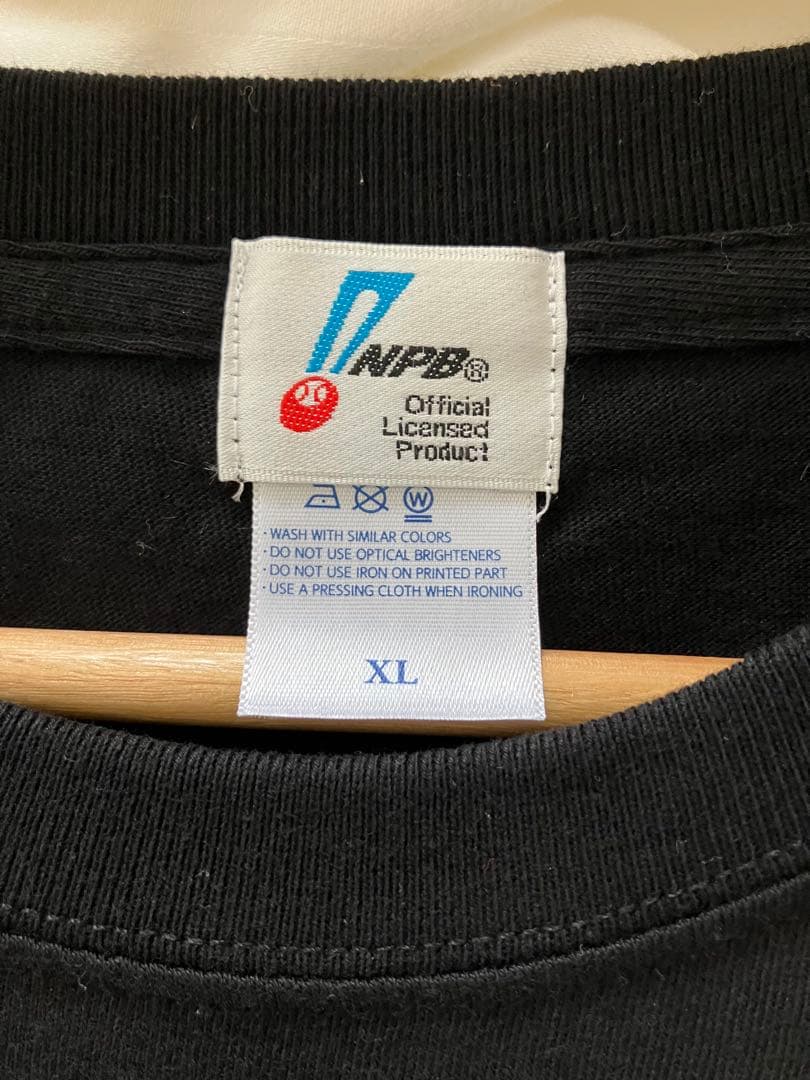 NPB®
Official
Licensed
Product
W
· WASH WITH SIMILAR COLORS
· DO NOT USE OPTICAL BRIGHTENERS
· DO NOT USE IRON ON PRINTED PART
· USE A PRESSING CLOTH WHEN IRONING
XL